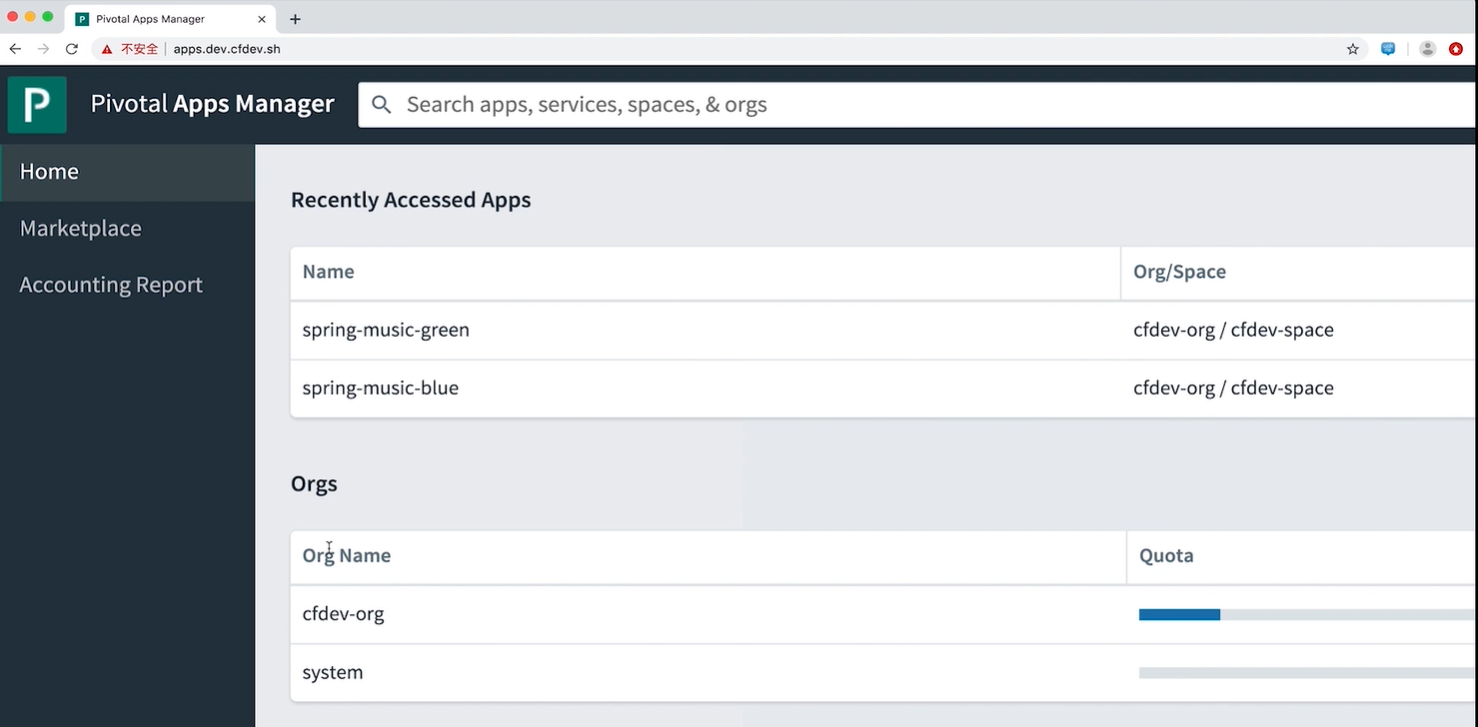 P Pivotal Apps Manager
不安全 apps.dev.cfdev.sh
P Pivotal Apps Manager
Search apps, services, spaces, & orgs
Home
Marketplace
Accounting Report
Recently Accessed Apps
Name Org/Space
spring-music-green cfdev-org / cfdev-space
spring-music-blue cfdev-org / cfdev-space
Orgs
Org Name Quota
cfdev-org
system